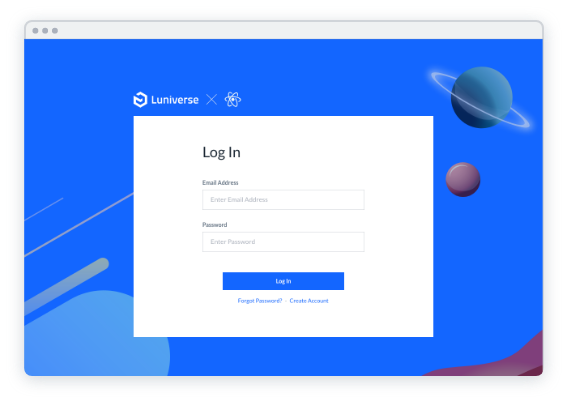 Luniverse
Log In
Email Address
Enter Email Address
Password
Enter Password
Log In
Forgot Password? · Create Account